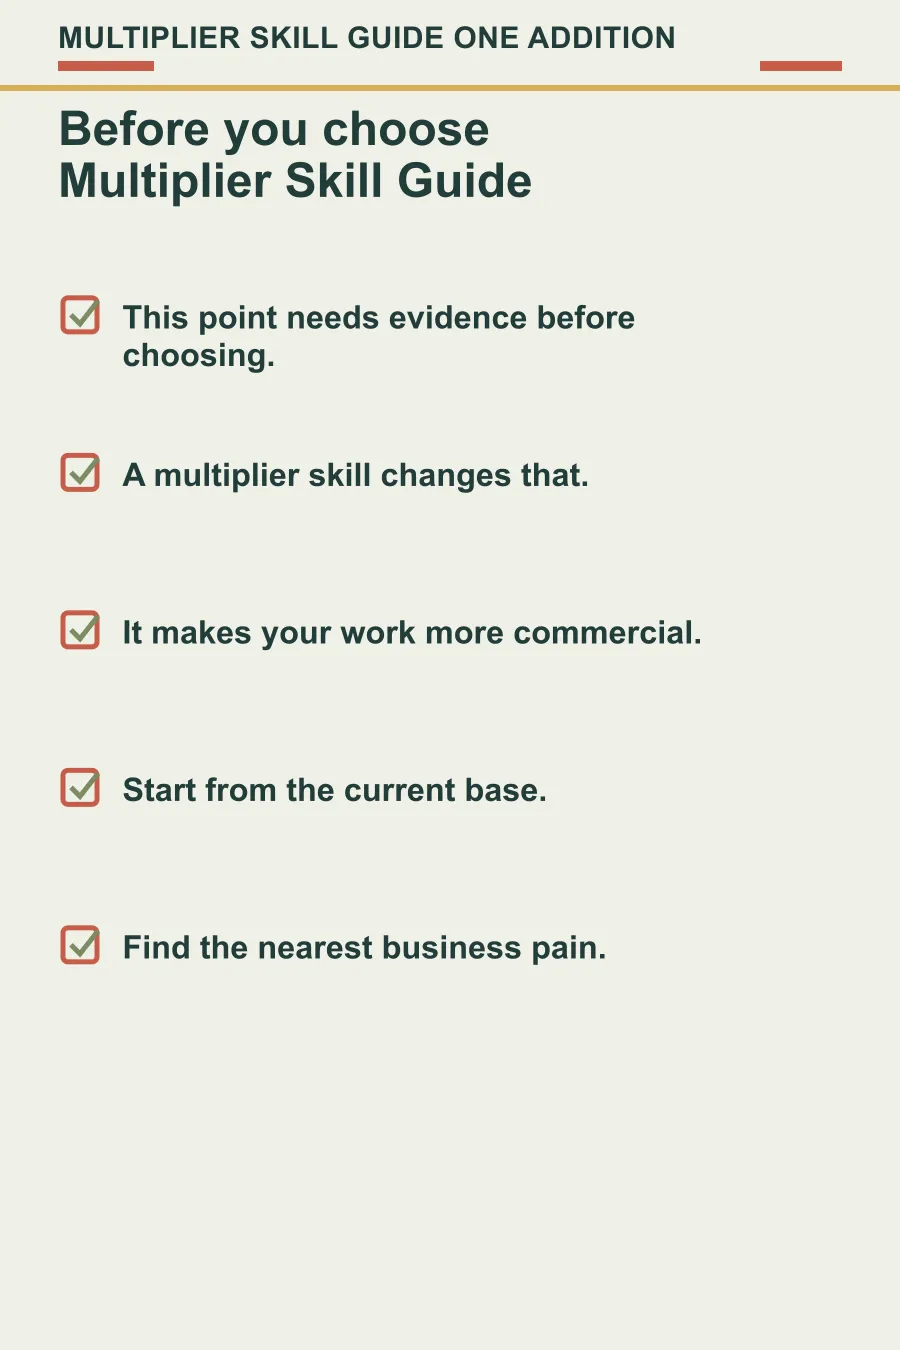 MULTIPLIER SKILL GUIDE ONE ADDITION
Before you choose
Multiplier Skill Guide
This point needs evidence before
choosing.
A multiplier skill changes that.
It makes your work more commercial.
Start from the current base.
Find the nearest business pain.